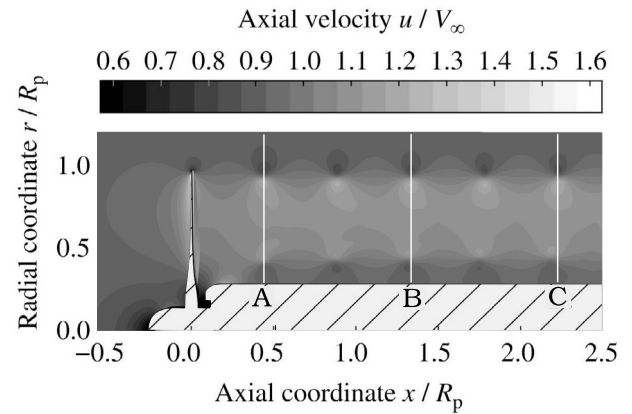 Axial velocity u / V∞
0.6 0.7 0.8 0.9 1.0 1.1 1.2 1.3 1.4 1.5 1.6
Radial coordinate r / Rp
1.0
0.5
0.0
A B C
−0.5 0.0 0.5 1.0 1.5 2.0 2.5
Axial coordinate x / Rp